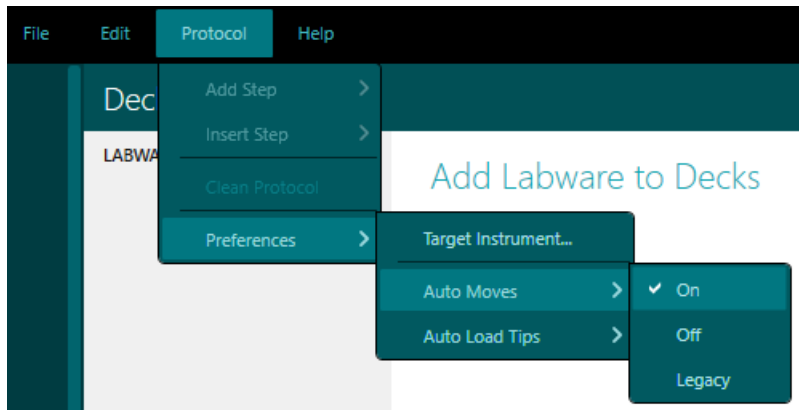 File Edit Protocol Help
Dec
Add Step
Insert Step
LABWA
Clean Protocol
Add Labware to Decks
Preferences
Target Instrument...
Auto Moves
On
Auto Load Tips
Off
Legacy